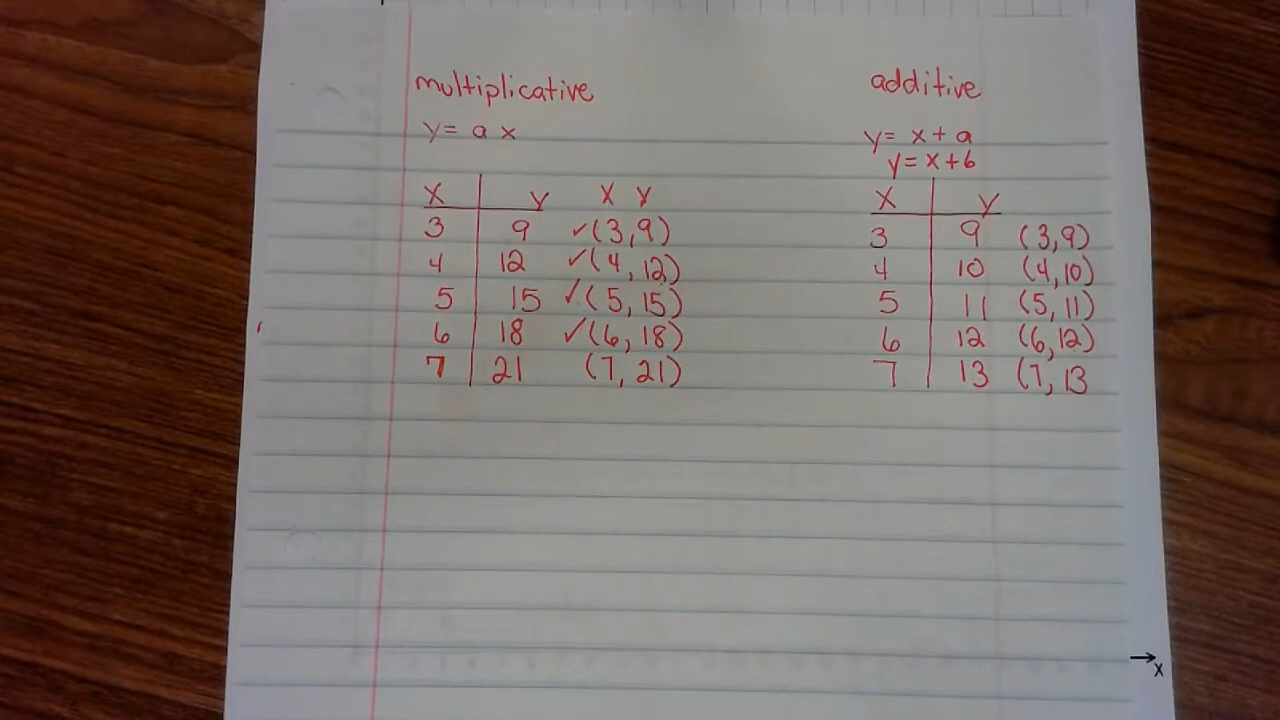 multiplicative
y = a x
x y x y
3 9 ✓(3,9)
4 12 ✓(4,12)
5 15 ✓(5,15)
6 18 ✓(6,18)
7 21 (7,21)
additive
y = x + a
y = x + 6
x y
3 9 (3,9)
4 10 (4,10)
5 11 (5,11)
6 12 (6,12)
7 13 (7,13
→x